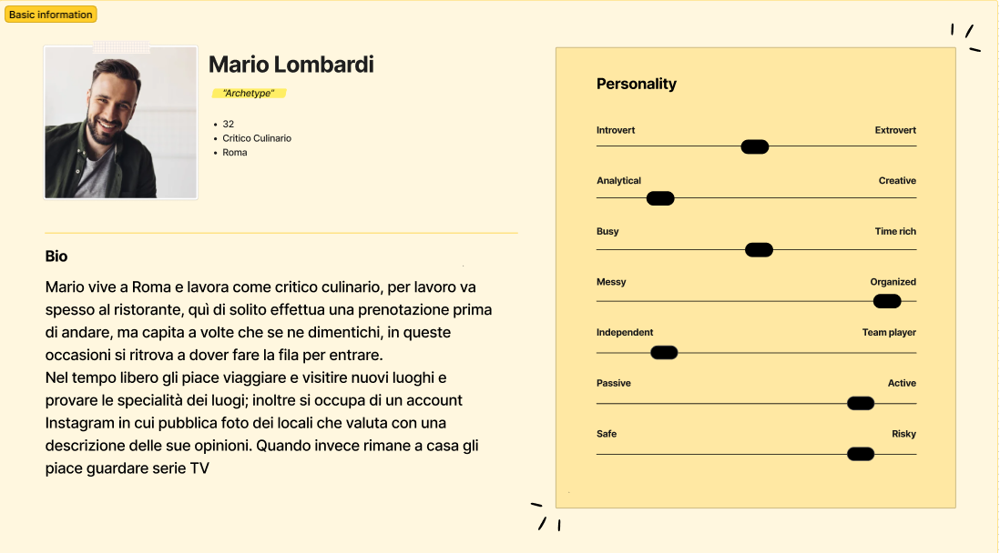 Basic information
Mario Lombardi
"Archetype"
• 32
• Critico Culinario
• Roma
Bio
Mario vive a Roma e lavora come critico culinario, per lavoro va
spesso al ristorante, quì di solito effettua una prenotazione prima
di andare, ma capita a volte che se ne dimentichi, in queste
occasioni si ritrova a dover fare la fila per entrare.
Nel tempo libero gli piace viaggiare e visitire nuovi luoghi e
provare le specialità dei luogi; inoltre si occupa di un account
Instagram in cui pubblica foto dei locali che valuta con una
descrizione delle sue opinioni. Quando invece rimane a casa gli
piace guardare serie TV
Personality
Introvert Extrovert
Analytical Creative
Busy Time rich
Messy Organized
Independent Team player
Passive Active
Safe Risky